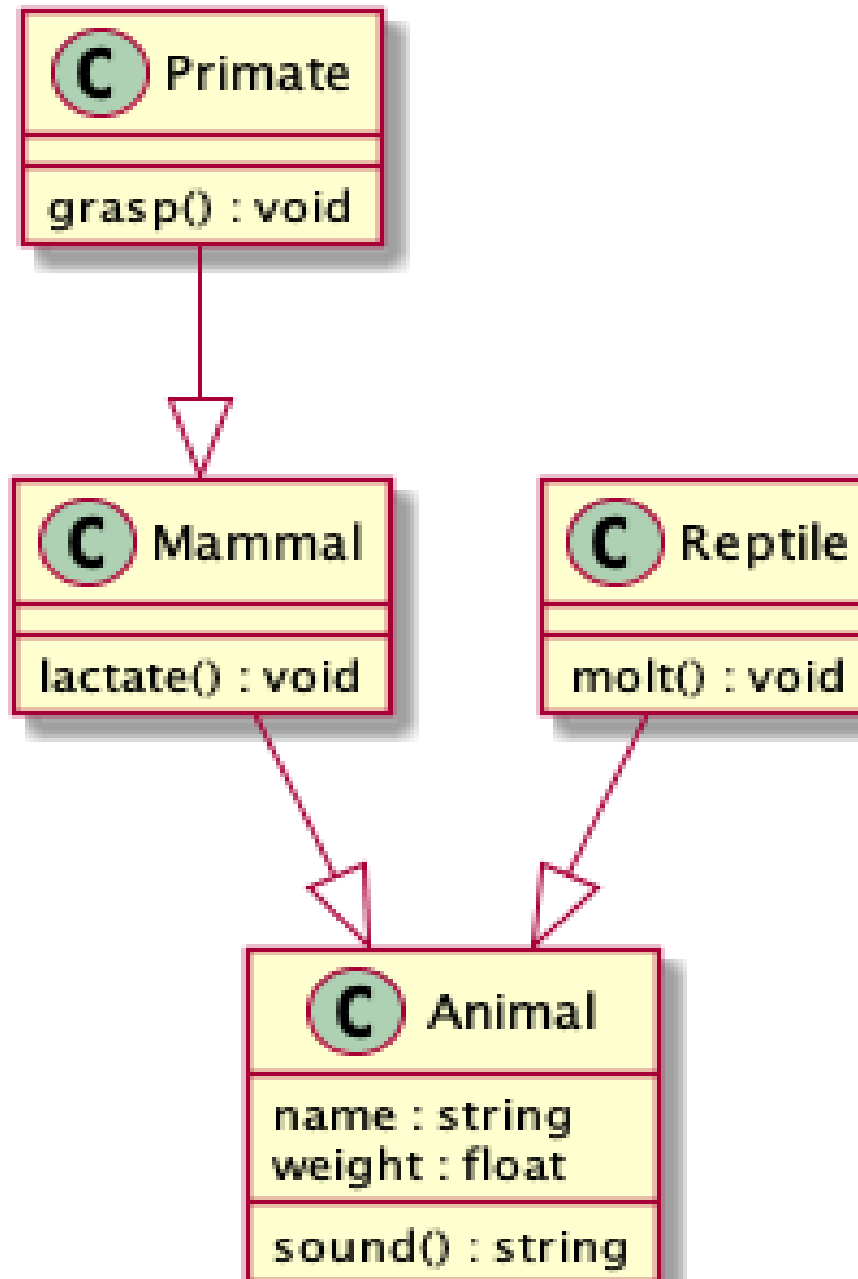 C Primate
grasp() : void
C Mammal
lactate() : void
C Reptile
molt() : void
C Animal
name : string
weight : float
sound() : string